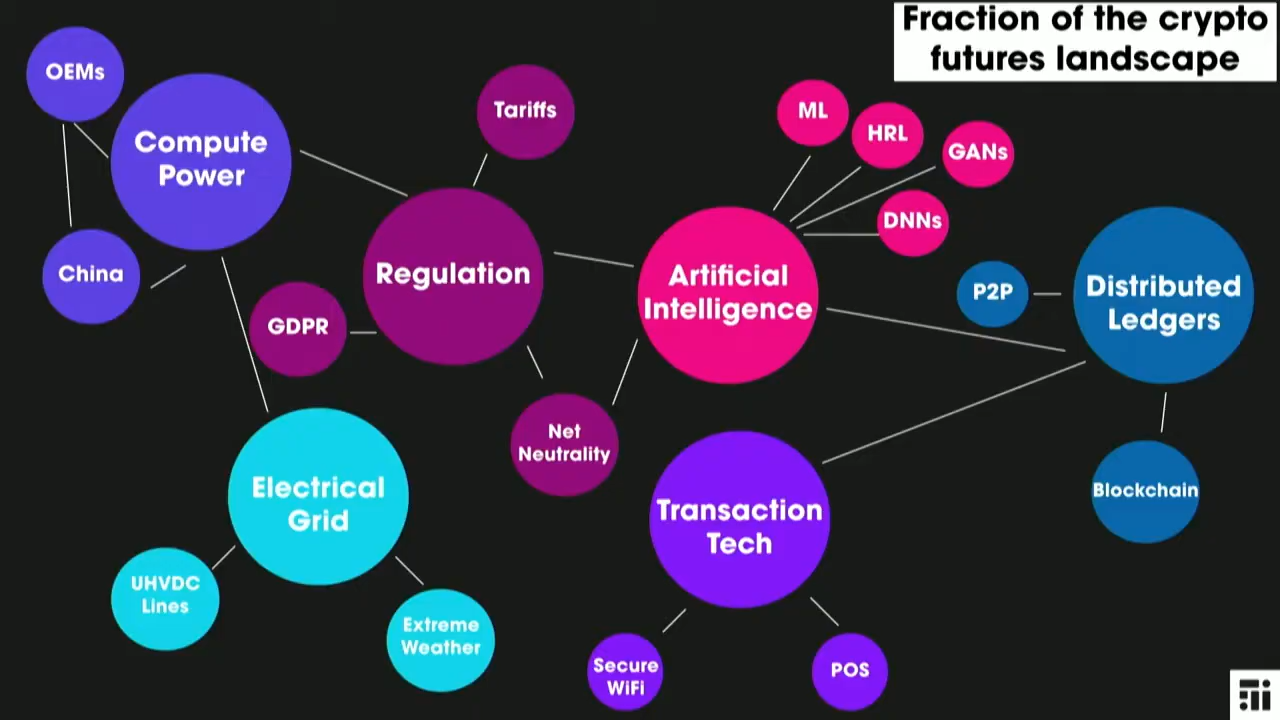 Fraction of the crypto
futures landscape
OEMs
Compute
Power
China
Tariffs
Regulation
GDPR
Net
Neutrality
ML
HRL
GANs
DNNs
Artificial
Intelligence
P2P
Distributed
Ledgers
Blockchain
Electrical
Grid
UHVDC
Lines
Extreme
Weather
Transaction
Tech
Secure
WiFi
POS